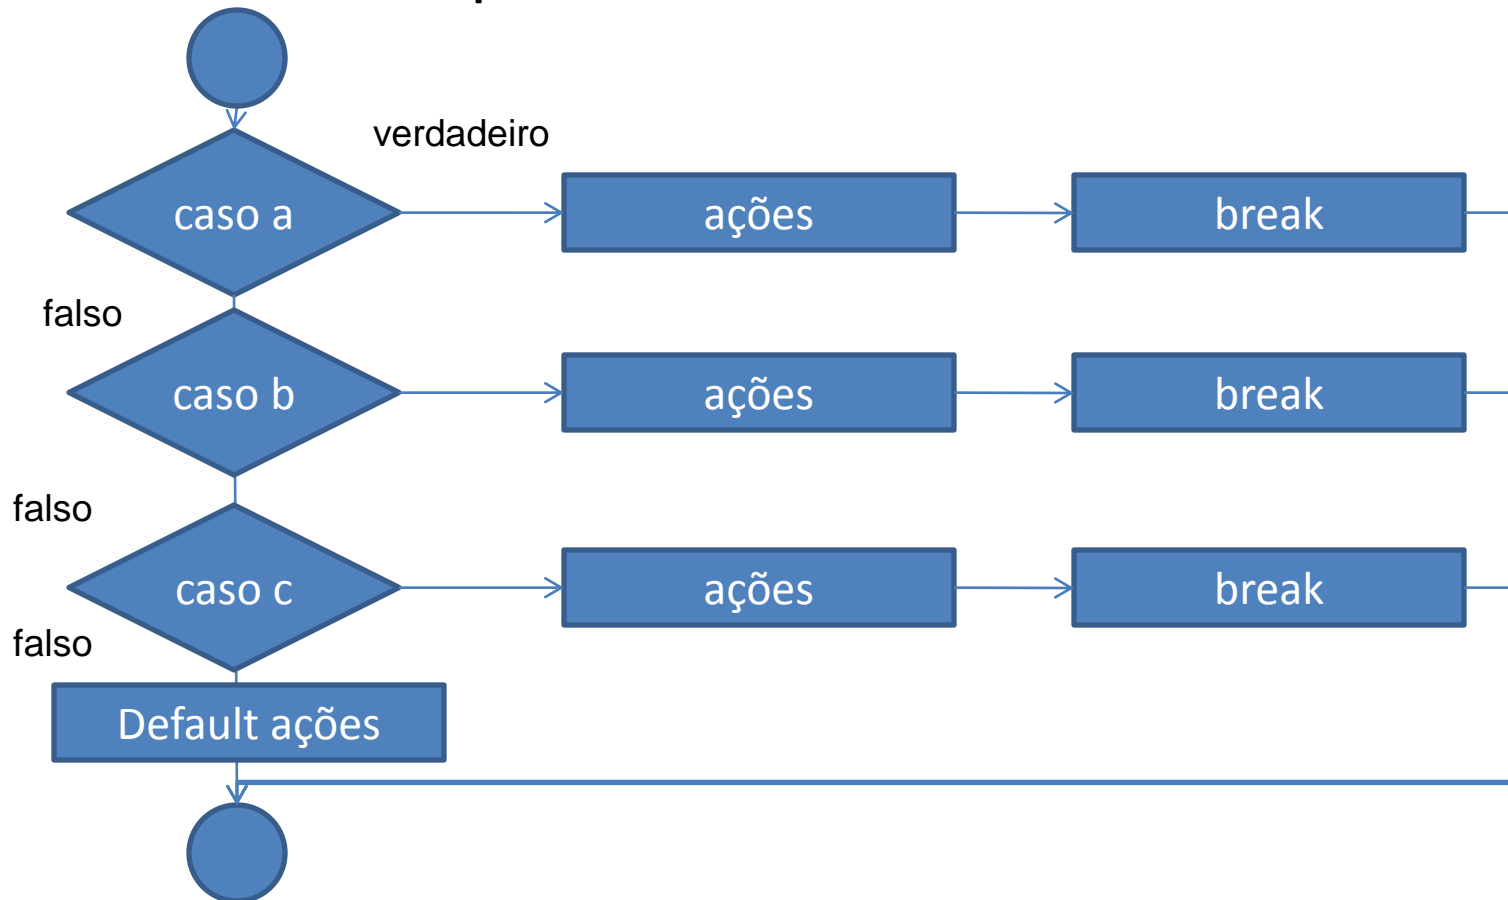 verdadeiro
caso a
ações
break
falso
caso b
ações
break
falso
caso c
ações
break
falso
Default ações